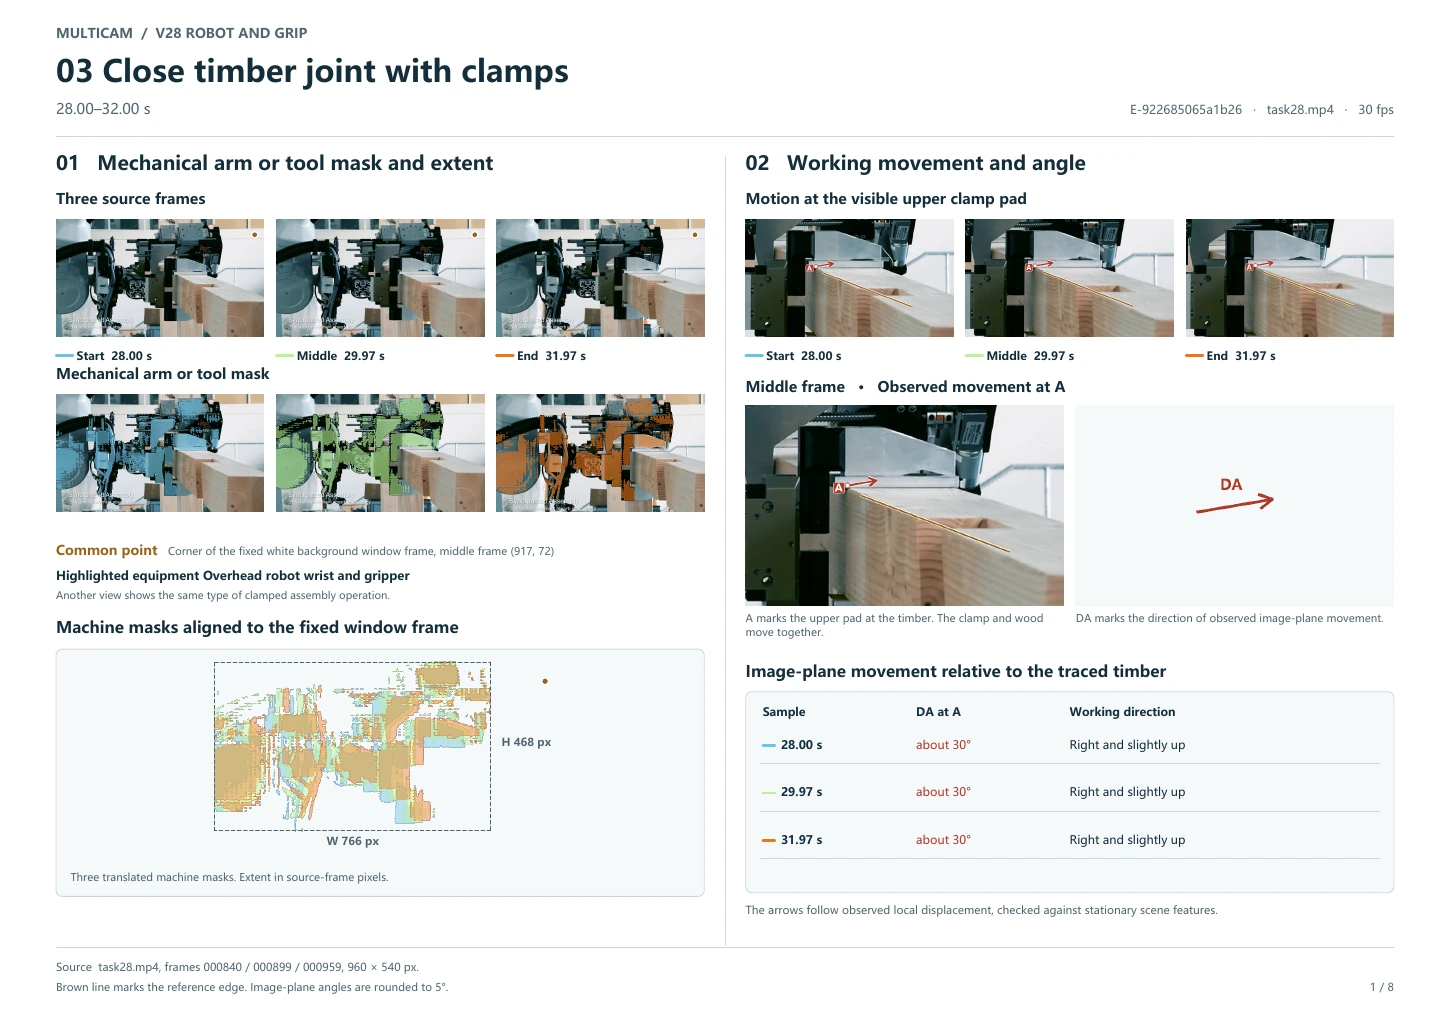 MULTICAM / V28 ROBOT AND GRIP
03 Close timber joint with clamps
28.00–32.00 s
E-922685065a1b26 · task28.mp4 · 30 fps
01 Mechanical arm or tool mask and extent
Three source frames
Start 28.00 s
Middle 29.97 s
End 31.97 s
Mechanical arm or tool mask
Common point Corner of the fixed white background window frame, middle frame (917, 72)
Highlighted equipment Overhead robot wrist and gripper
Another view shows the same type of clamped assembly operation.
Machine masks aligned to the fixed window frame
H 468 px
W 766 px
Three translated machine masks. Extent in source-frame pixels.
02 Working movement and angle
Motion at the visible upper clamp pad
A
A
A
Start 28.00 s
Middle 29.97 s
End 31.97 s
Middle frame • Observed movement at A
A
DA
A marks the upper pad at the timber. The clamp and wood
move together.
DA marks the direction of observed image-plane movement.
Image-plane movement relative to the traced timber
Sample DA at A Working direction
28.00 s about 30° Right and slightly up
29.97 s about 30° Right and slightly up
31.97 s about 30° Right and slightly up
The arrows follow observed local displacement, checked against stationary scene features.
Source task28.mp4, frames 000840 / 000899 / 000959, 960 × 540 px.
Brown line marks the reference edge. Image-plane angles are rounded to 5°.
1 / 8